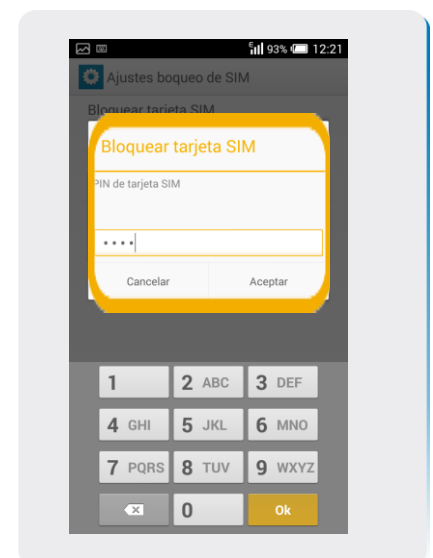 93% 12:21
Ajustes boqueo de SIM
Bloquear tarjeta SIM
Bloquear tarjeta SIM
PIN de tarjeta SIM
••••
Cancelar Aceptar
1 2 ABC 3 DEF
4 GHI 5 JKL 6 MNO
7 PQRS 8 TUV 9 WXYZ
0 Ok